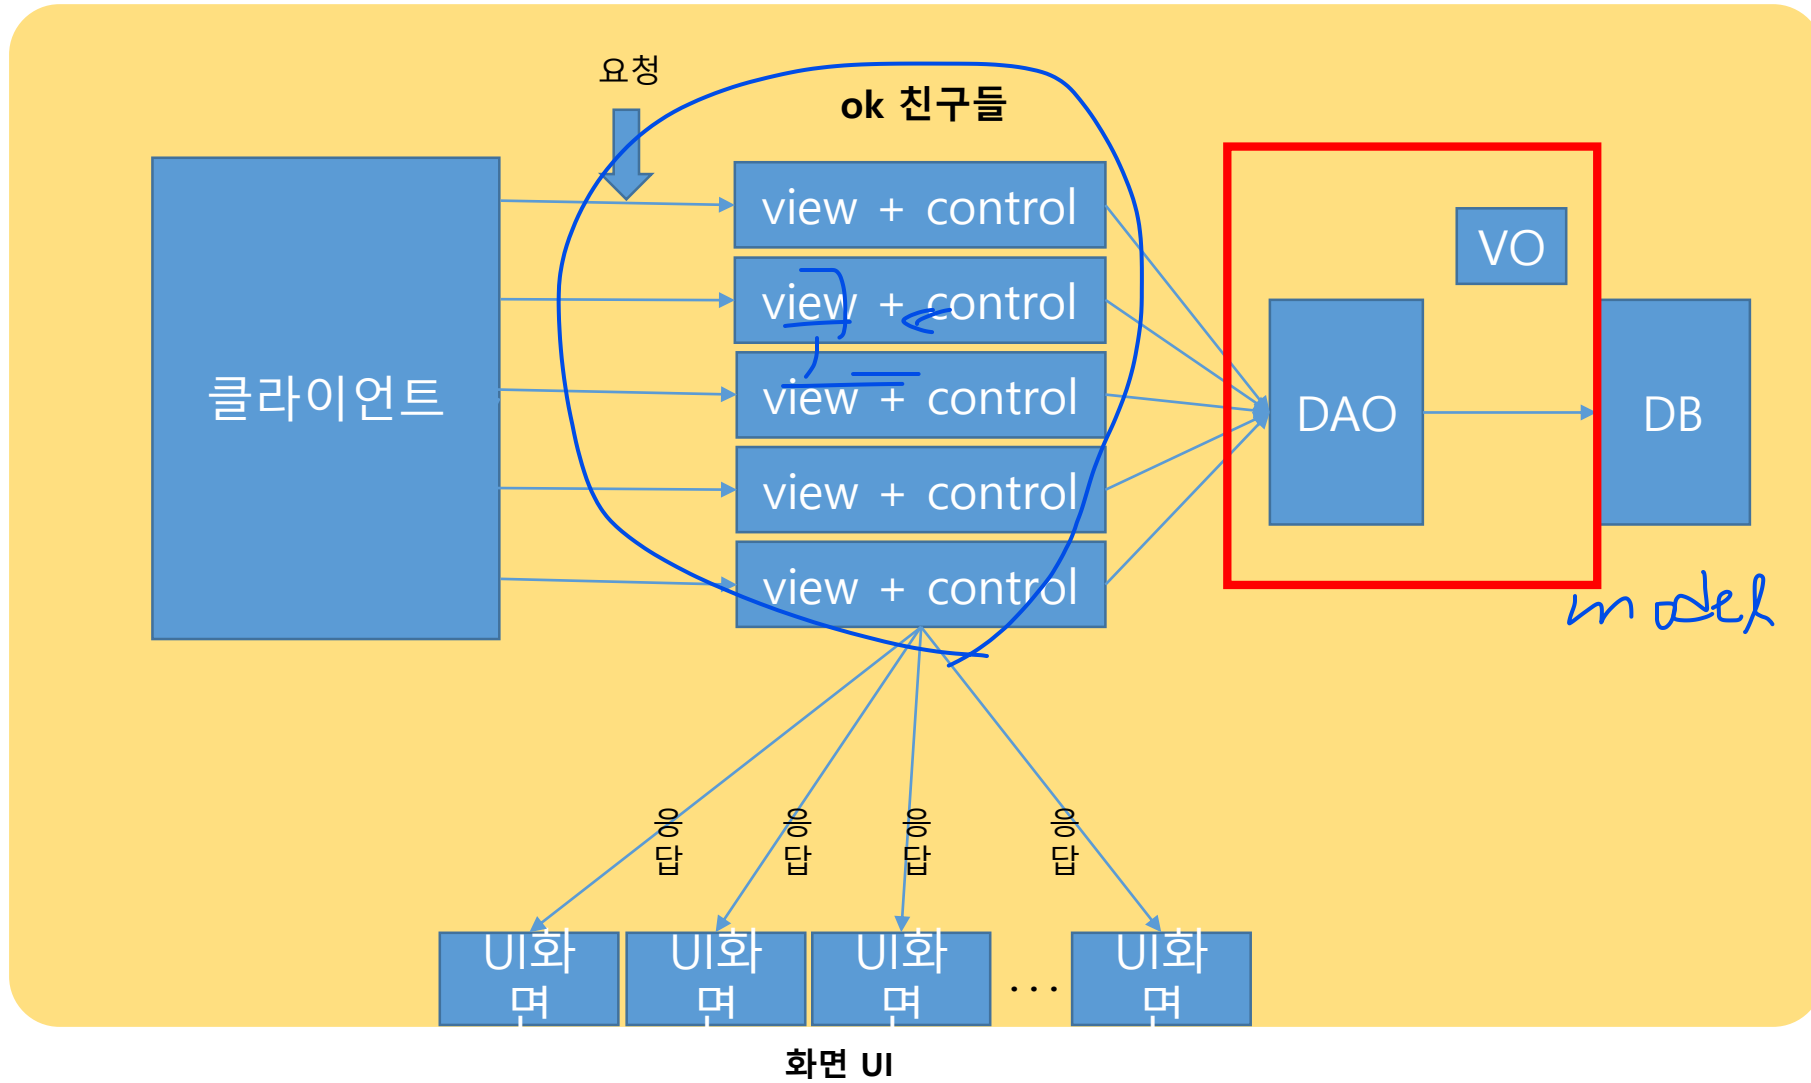 요청
ok 친구들
클라이언트
view + control
view + control
view + control
view + control
view + control
VO
DAO
DB
model
응답
응답
응답
응답
UI화면
UI화면
UI화면
...
UI화면
화면 UI